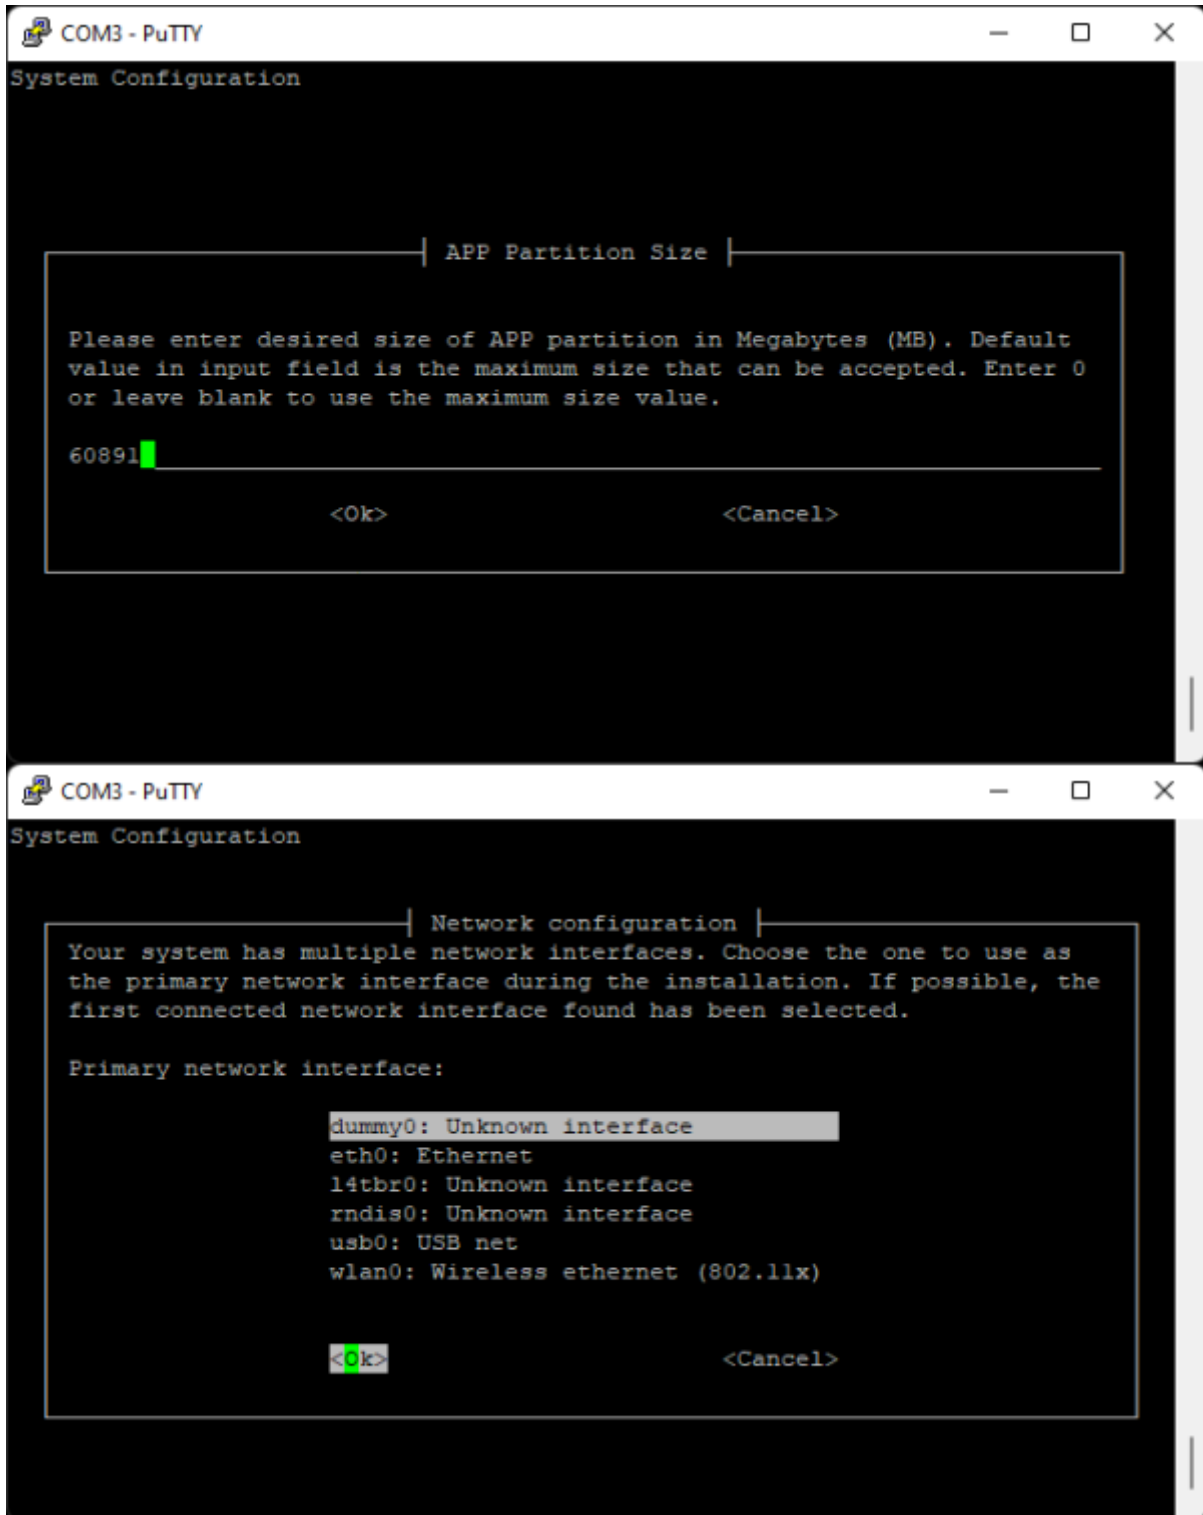 COM3 - PuTTY
System Configuration
APP Partition Size
Please enter desired size of APP partition in Megabytes (MB). Default
value in input field is the maximum size that can be accepted. Enter 0
or leave blank to use the maximum size value.
60891
<Ok> <Cancel>
COM3 - PuTTY
System Configuration
Network configuration
Your system has multiple network interfaces. Choose the one to use as
the primary network interface during the installation. If possible, the
first connected network interface found has been selected.
Primary network interface:
dummy0: Unknown interface
eth0: Ethernet
l4tbr0: Unknown interface
rndis0: Unknown interface
usb0: USB net
wlan0: Wireless ethernet (802.11x)
<Ok> <Cancel>